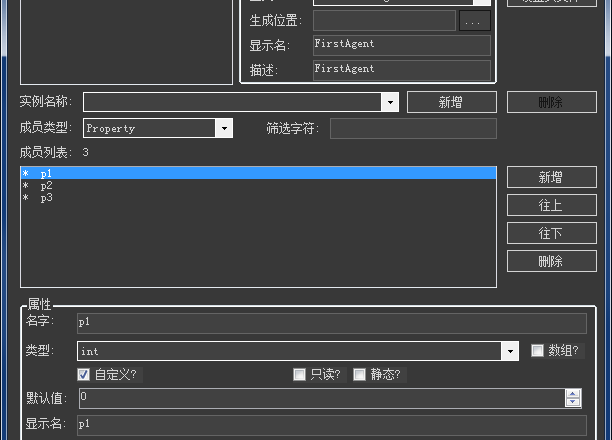 生成位置: ...
显示名: FirstAgent
描述: FirstAgent
实例名称: 新增 删除
成员类型: Property 筛选字符:
成员列表: 3
* p1
* p2
* p3
新增
往上
往下
删除
属性
名字: p1
类型: int 数组?
自定义? 只读? 静态?
默认值: 0
显示名: p1